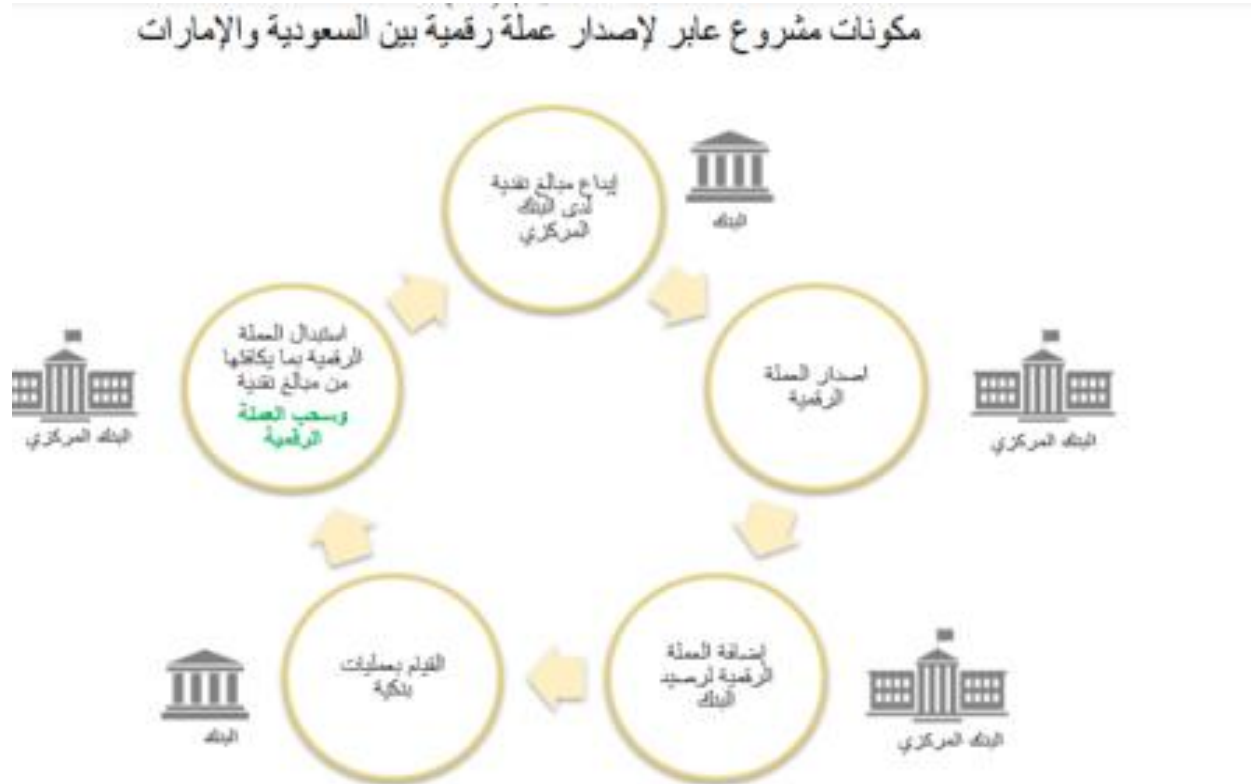 مكونات مشروع عابر لإصدار عملة رقمية بين السعودية والإمارات
إيداع مبالغ نقدية
لدى البنك
المركزي
البنك
اصدار العملة
الرقمية
البنك المركزي
إضافة العملة
الرقمية لرصيد
البنك
البنك المركزي
القيام بعمليات
بنكية
البنك
استبدال العملة
الرقمية بما يكافئها
من مبالغ نقدية
وسحب العملة
الرقمية
البنك المركزي